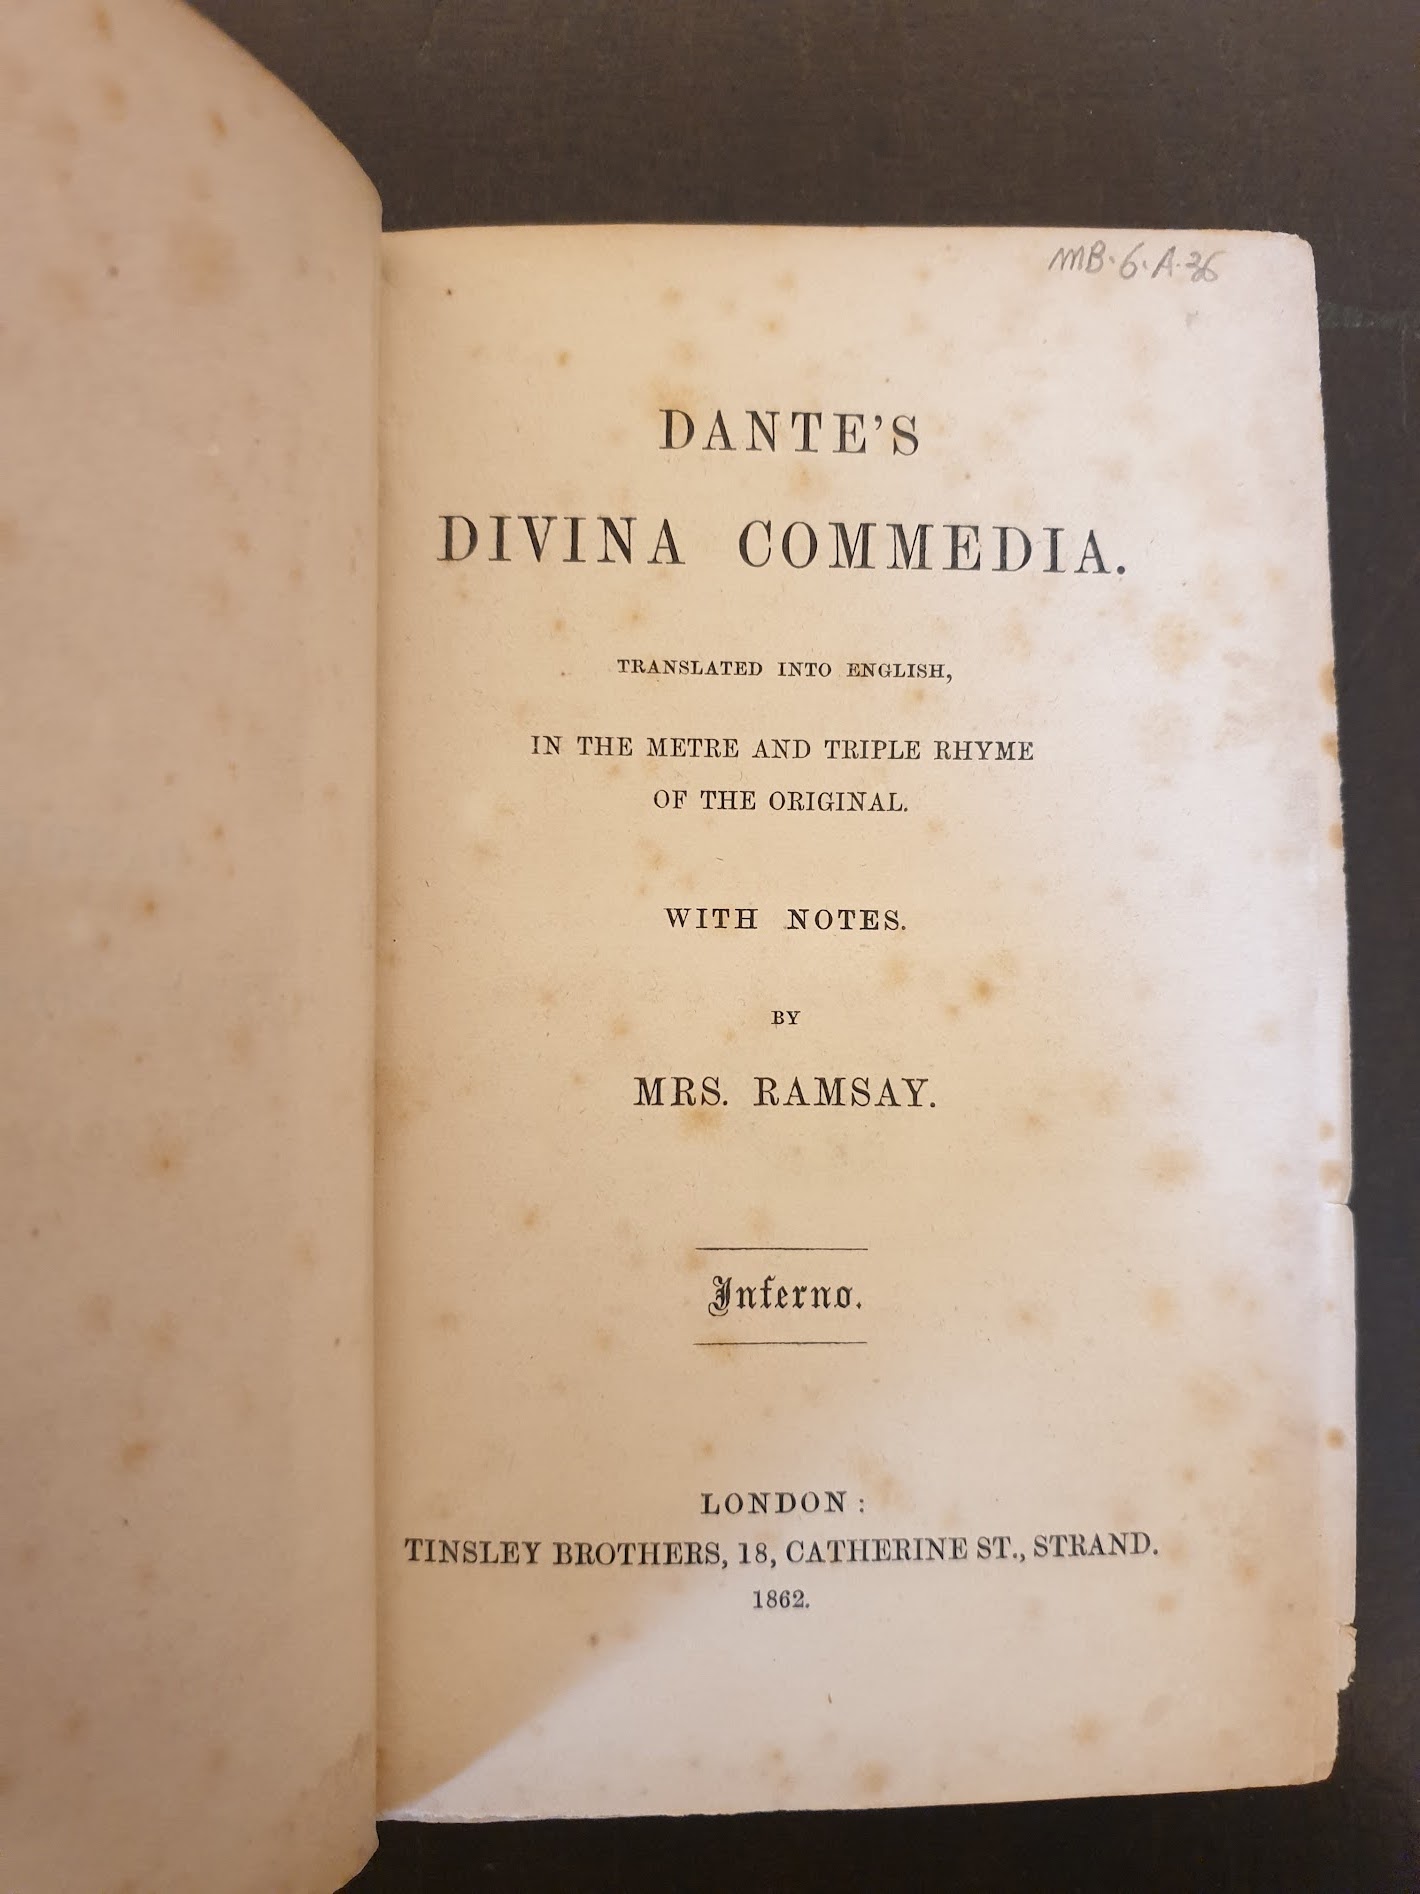 MB. 6. A. 36
DANTE'S
DIVINA COMMEDIA.
TRANSLATED INTO ENGLISH,
IN THE METRE AND TRIPLE RHYME
OF THE ORIGINAL.
WITH NOTES.
BY
MRS. RAMSAY.
Inferno.
LONDON:
TINSLEY BROTHERS, 18, CATHERINE ST., STRAND.
1862.